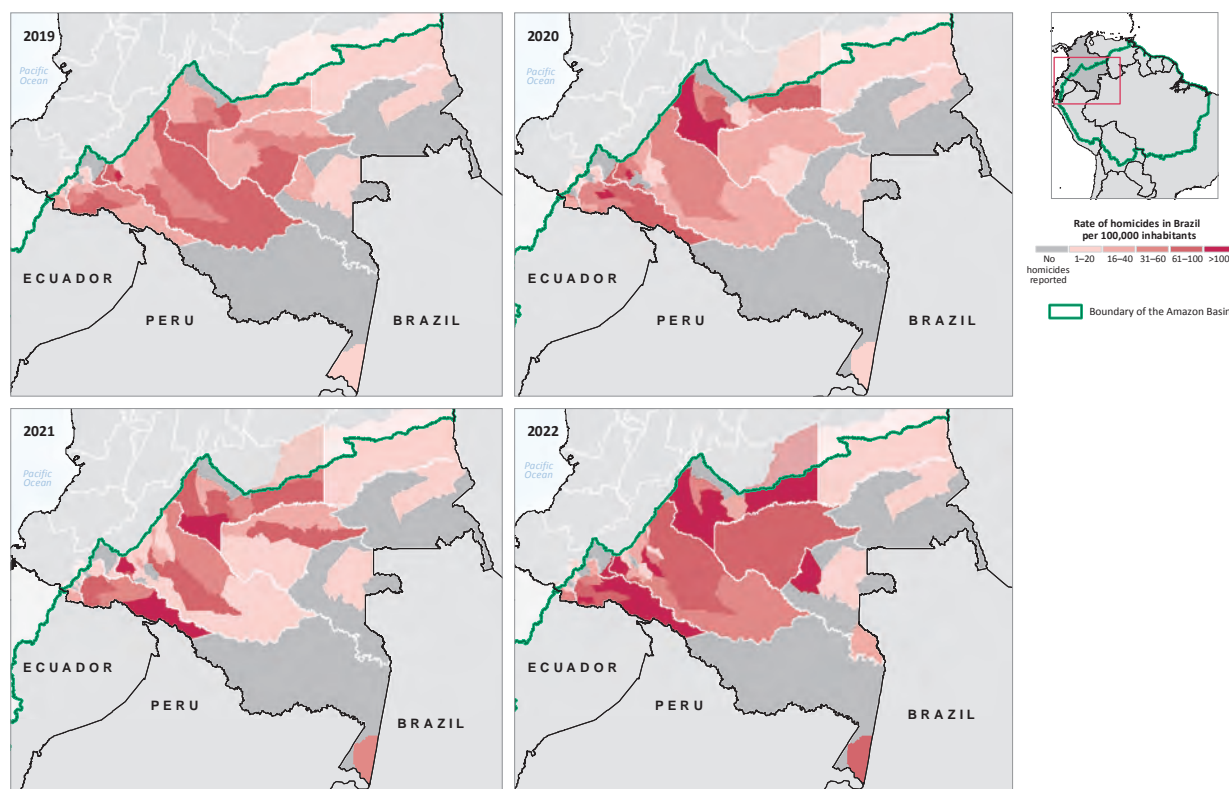 2019
Pacific
Ocean
ECUADOR
PERU
BRAZIL
2020
Pacific
Ocean
ECUADOR
PERU
BRAZIL
Rate of homicides in Brazil
per 100,000 inhabitants
No
homicides
reported
1–20
16–40
31–60
61–100
>100
Boundary of the Amazon Basin
2021
Pacific
Ocean
ECUADOR
PERU
BRAZIL
2022
Pacific
Ocean
ECUADOR
PERU
BRAZIL